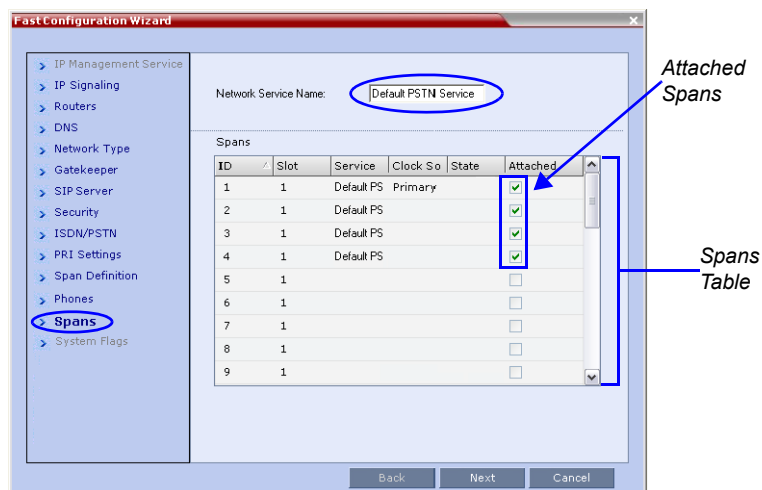 Fast Configuration Wizard
IP Management Service
IP Signaling
Routers
DNS
Network Type
Gatekeeper
SIP Server
Security
ISDN/PSTN
PRI Settings
Span Definition
Phones
Spans
System Flags
Network Service Name: Default PSTN Service
Spans
ID Slot Service Clock So State Attached
1 1 Default PS Primary
2 1 Default PS
3 1 Default PS
4 1 Default PS
5 1
6 1
7 1
8 1
9 1
Back Next Cancel
Attached
Spans
Spans
Table